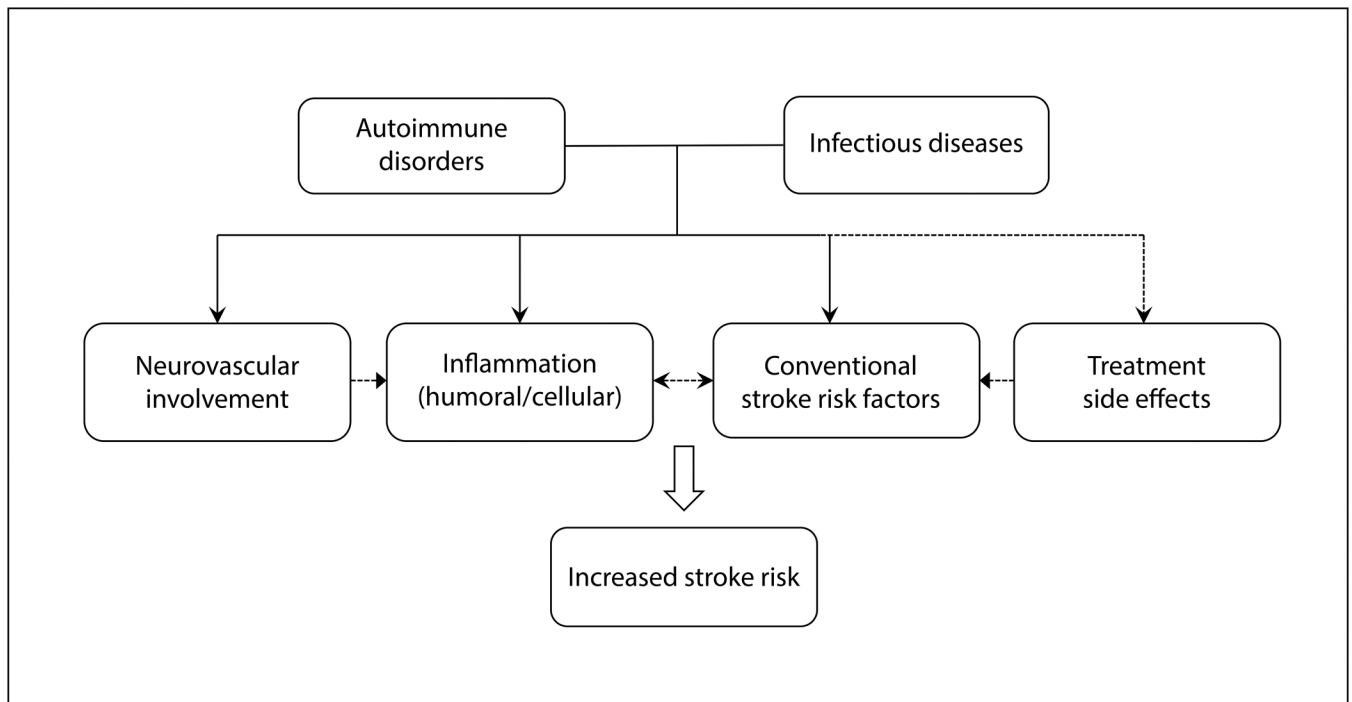 Autoimmune
disorders
Infectious diseases
Neurovascular
involvement
Inflammation
(humoral/cellular)
Conventional
stroke risk factors
Treatment
side effects
Increased stroke risk